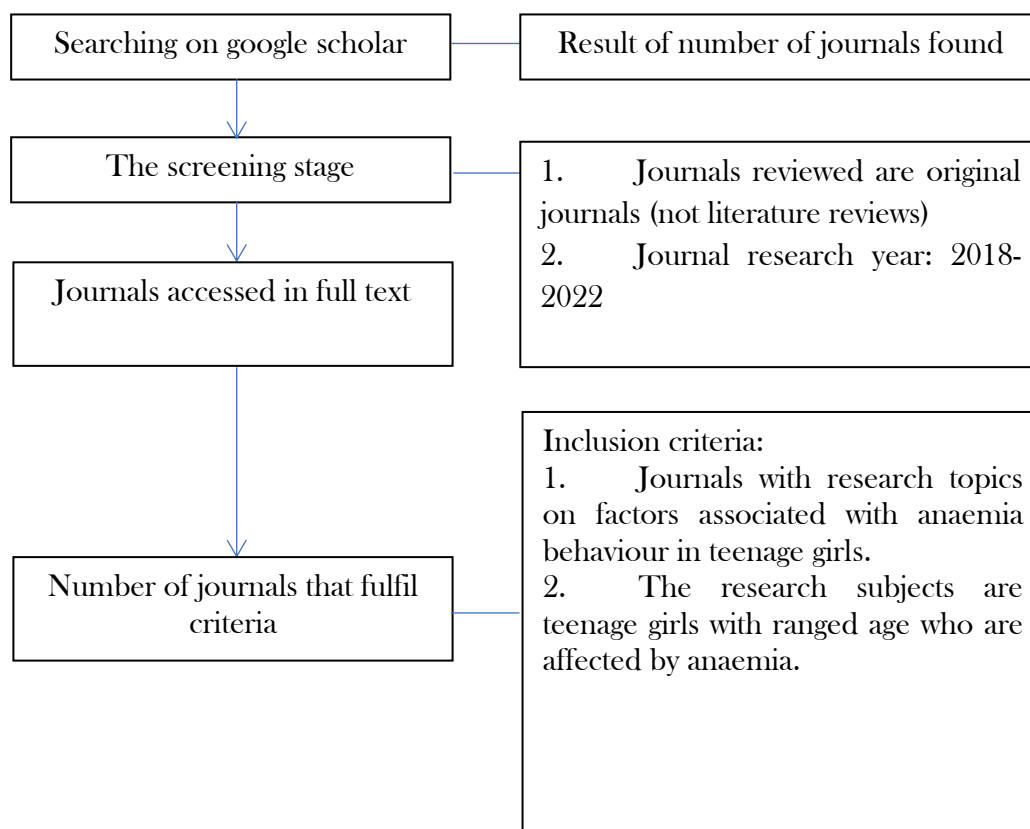 Searching on google scholar
Result of number of journals found
The screening stage
1. Journals reviewed are original
journals (not literature reviews)
2. Journal research year: 2018-
2022
Journals accessed in full text
Inclusion criteria:
1. Journals with research topics
on factors associated with anaemia
behaviour in teenage girls.
2. The research subjects are
teenage girls with ranged age who are
affected by anaemia.
Number of journals that fulfil
criteria